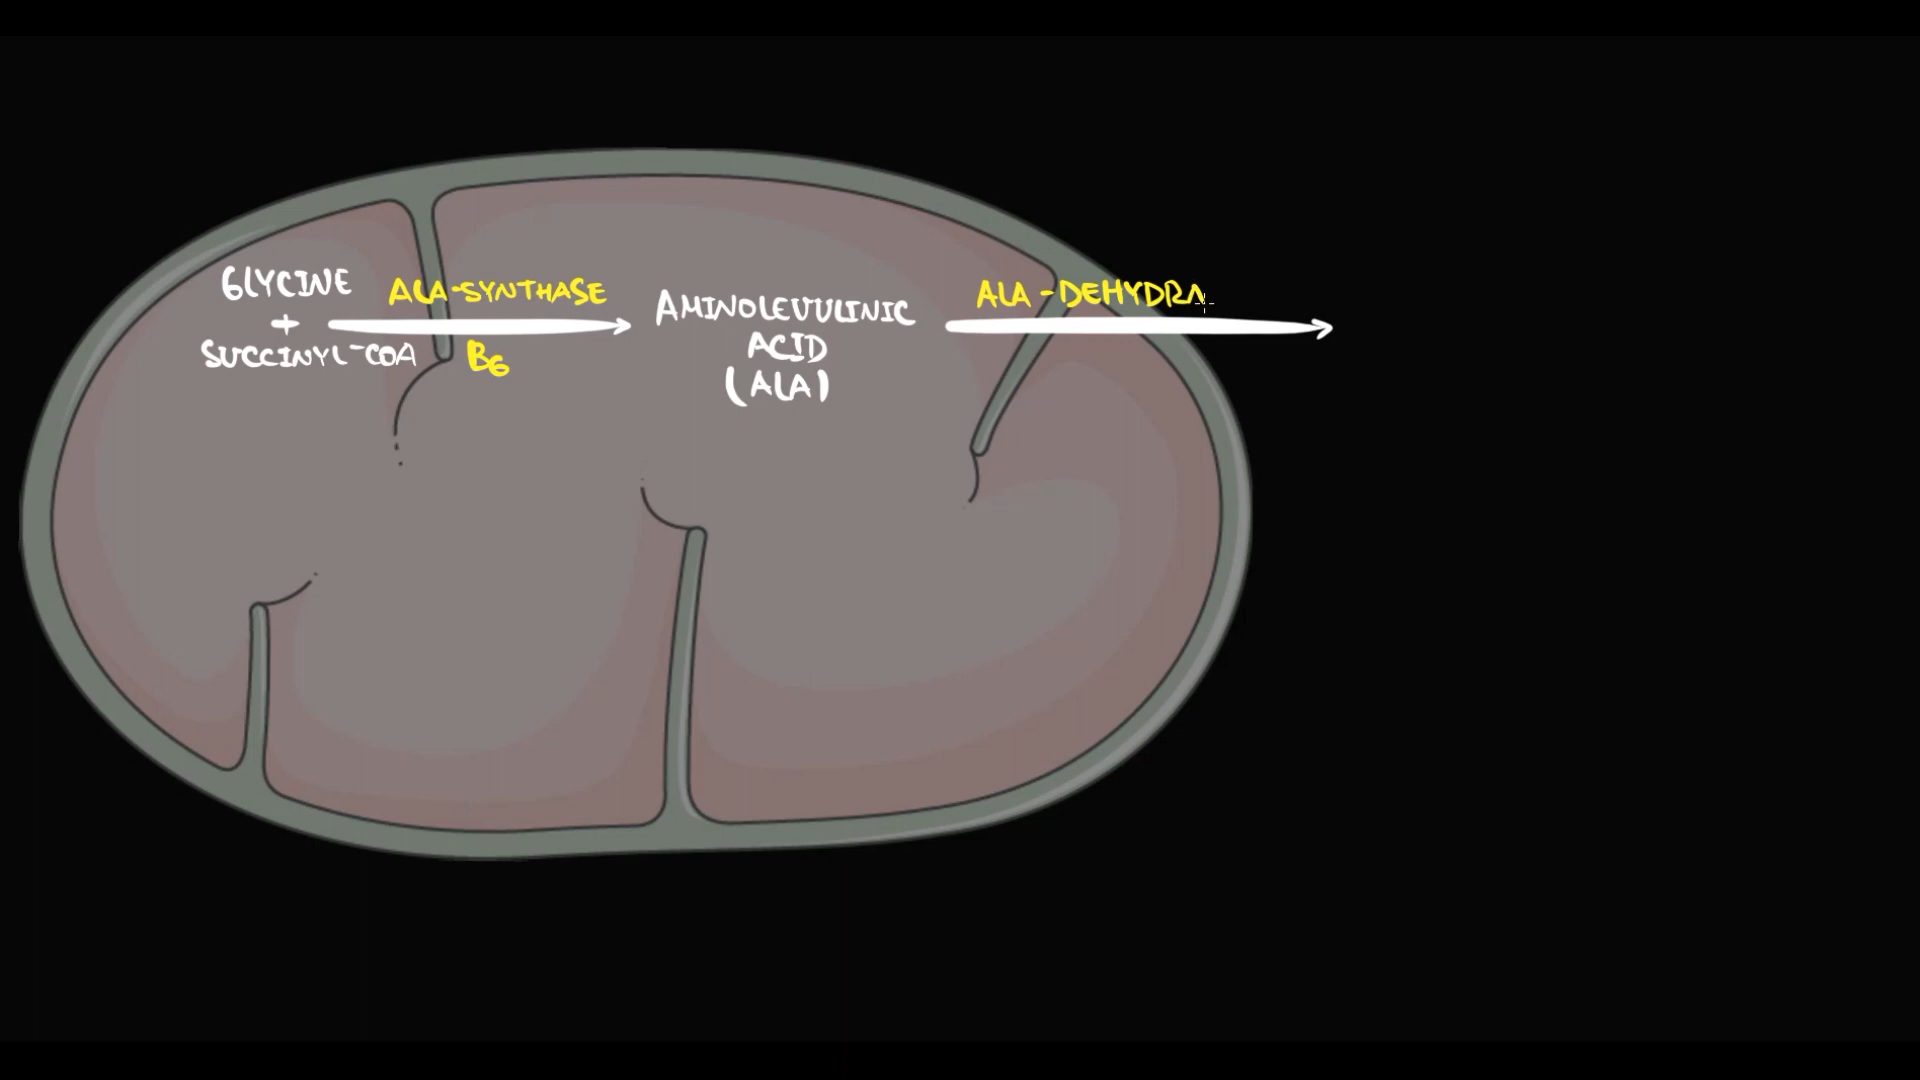 GLYCINE
+
SUCCINYL-COA
ALA-SYNTHASE
B6
AMINOLEVULINIC
ACID
(ALA)
ALA-DEHYDRA